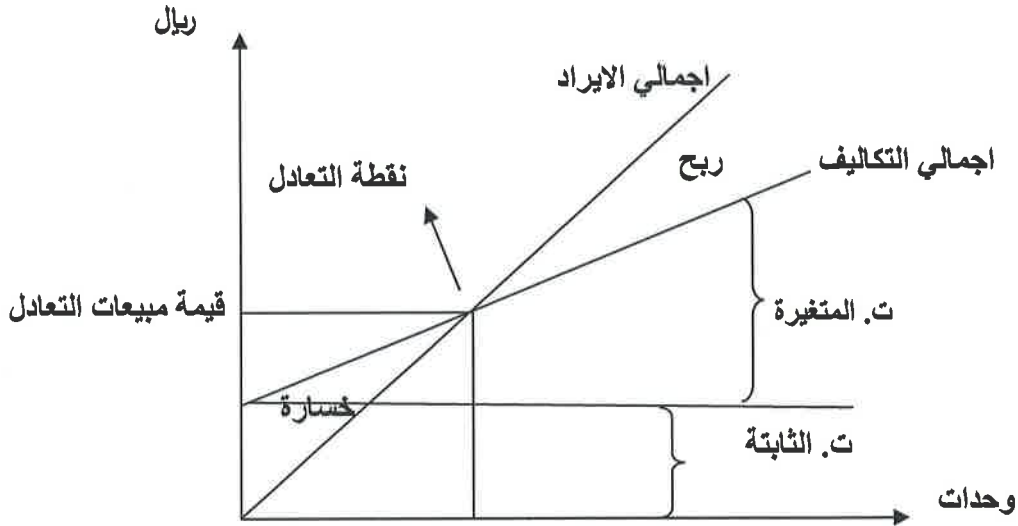 ريال
اجمالي الايراد
ربح
اجمالي التكاليف
نقطة التعادل
قيمة مبيعات التعادل
ت. المتغيرة
خسارة
ت. الثابتة
وحدات